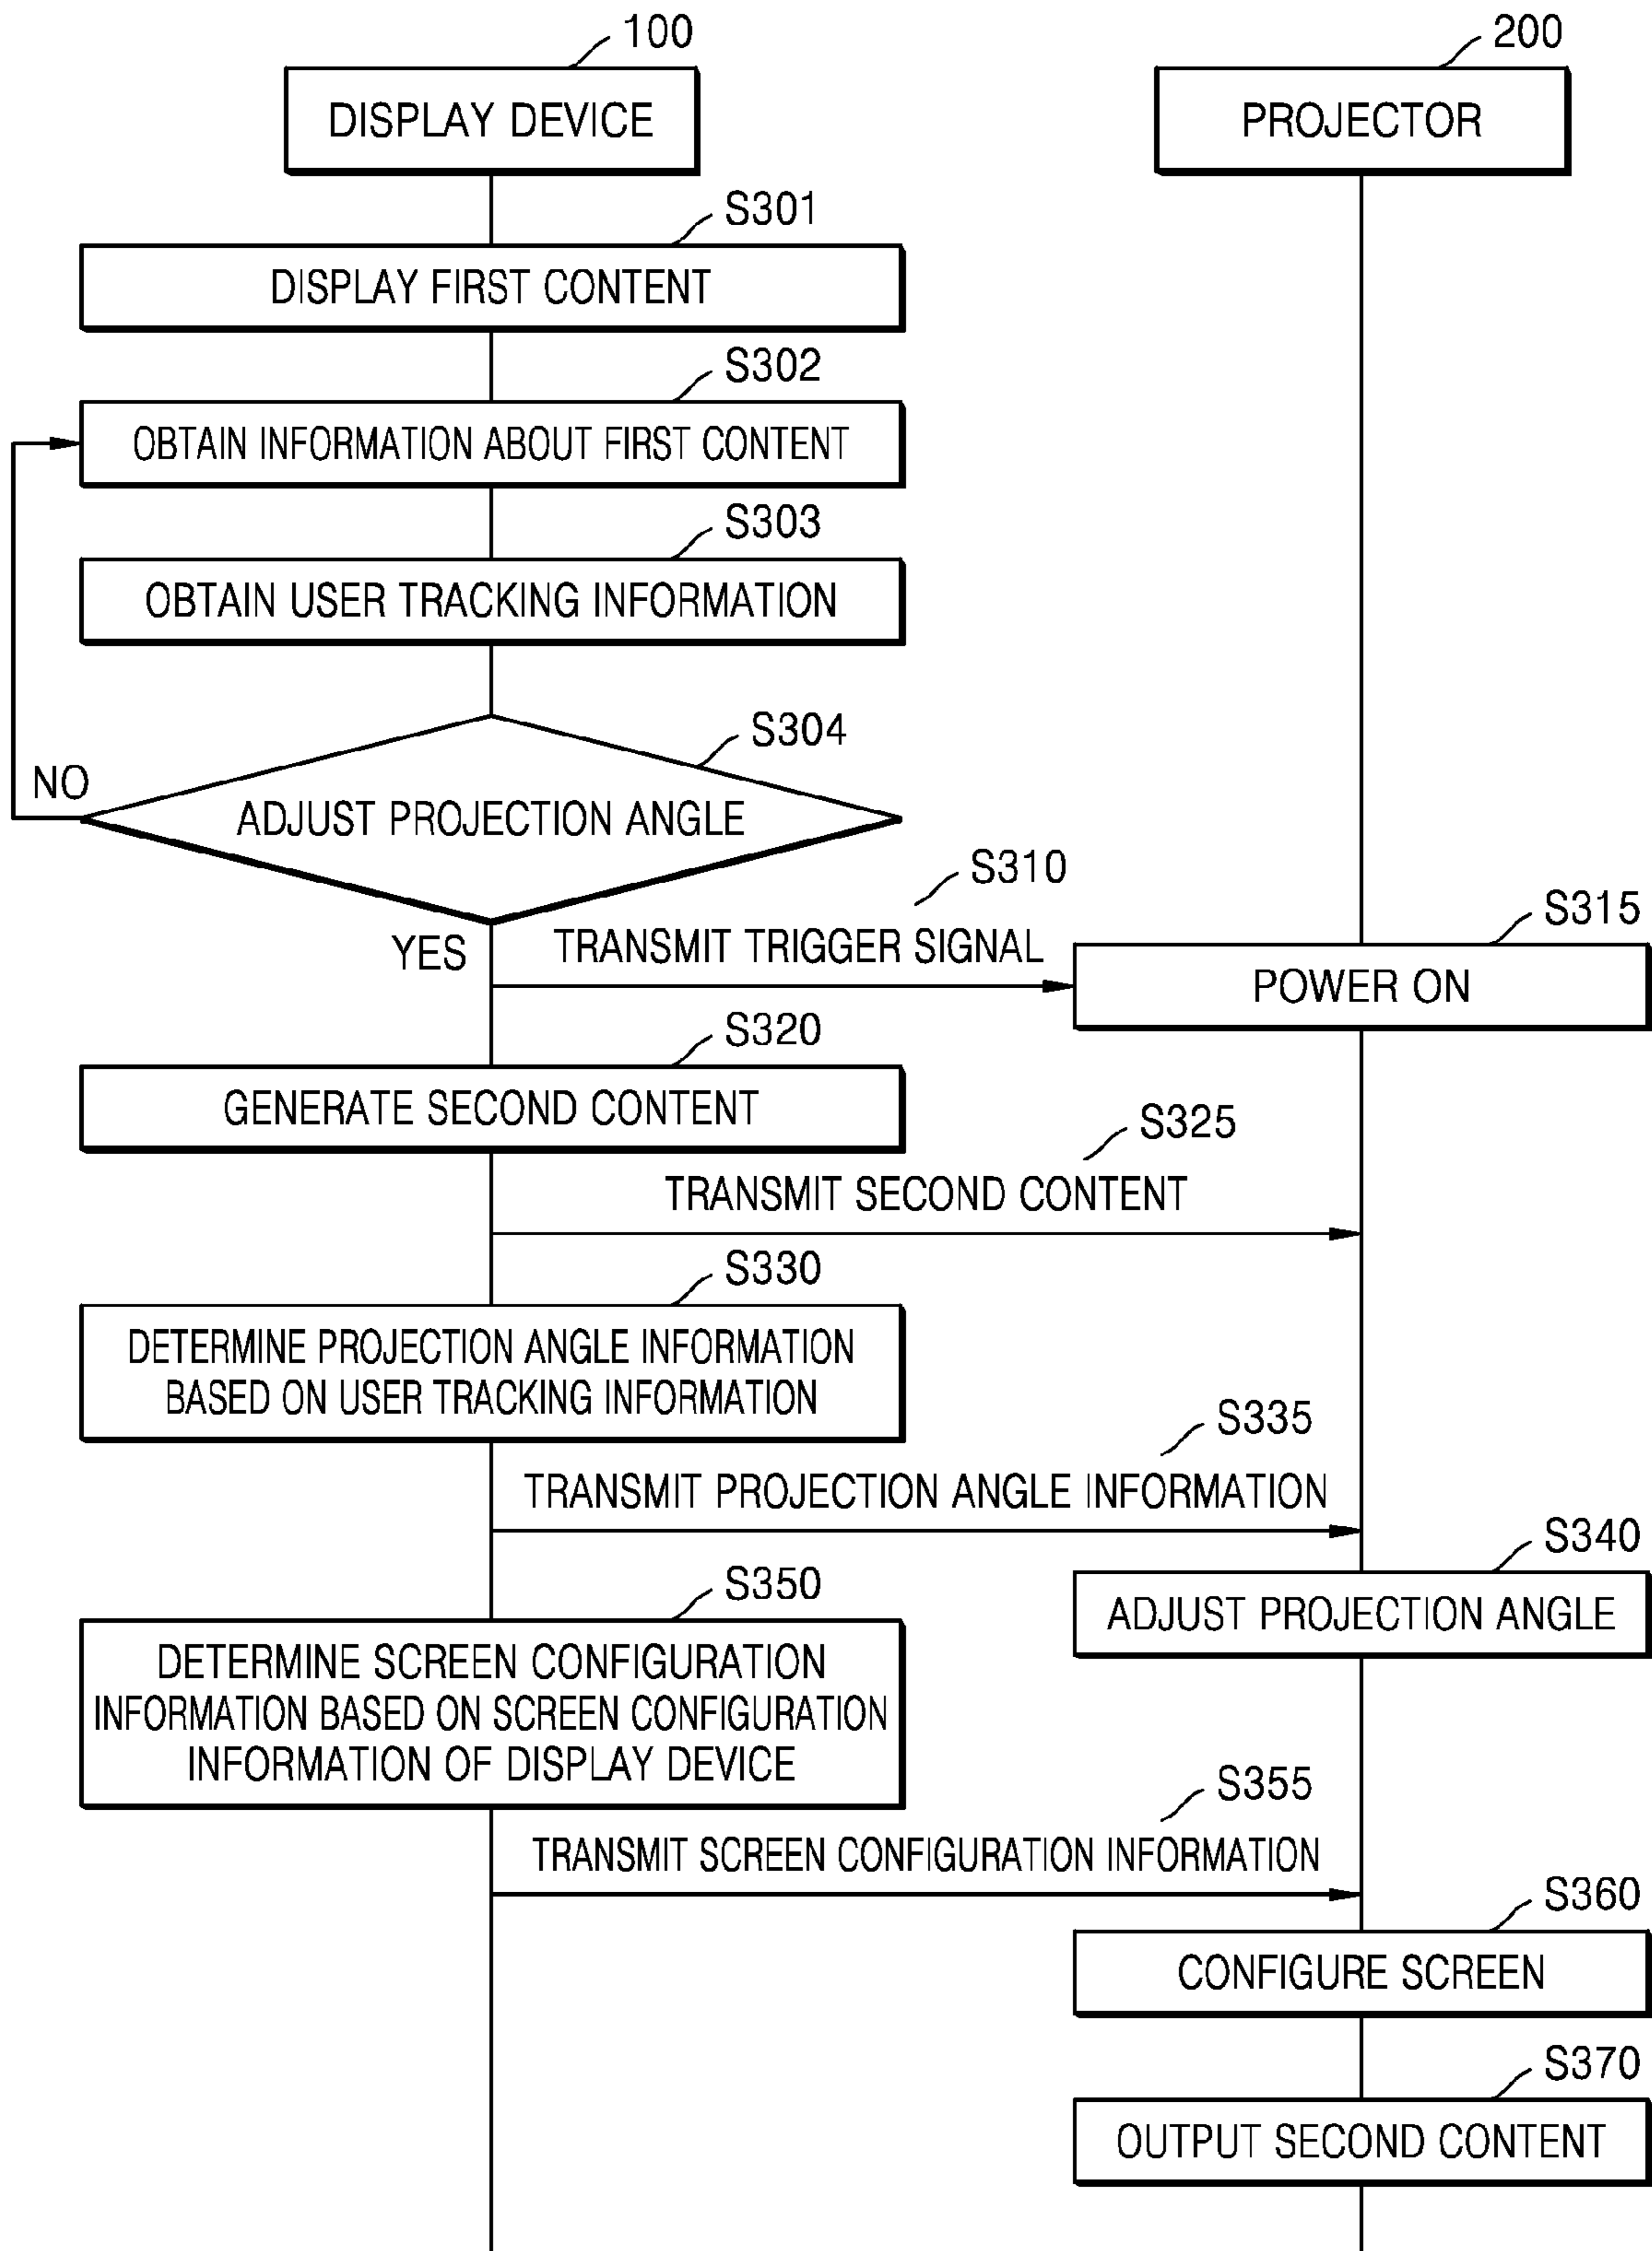 100
200
DISPLAY DEVICE
PROJECTOR
S301
DISPLAY FIRST CONTENT
S302
OBTAIN INFORMATION ABOUT FIRST CONTENT
S303
OBTAIN USER TRACKING INFORMATION
S304
NO
ADJUST PROJECTION ANGLE
S310
S315
YES
TRANSMIT TRIGGER SIGNAL
POWER ON
S320
GENERATE SECOND CONTENT
S325
TRANSMIT SECOND CONTENT
S330
DETERMINE PROJECTION ANGLE INFORMATION
BASED ON USER TRACKING INFORMATION
S335
TRANSMIT PROJECTION ANGLE INFORMATION
S340
ADJUST PROJECTION ANGLE
S350
DETERMINE SCREEN CONFIGURATION
INFORMATION BASED ON SCREEN CONFIGURATION
INFORMATION OF DISPLAY DEVICE
S355
TRANSMIT SCREEN CONFIGURATION INFORMATION
S360
CONFIGURE SCREEN
S370
OUTPUT SECOND CONTENT